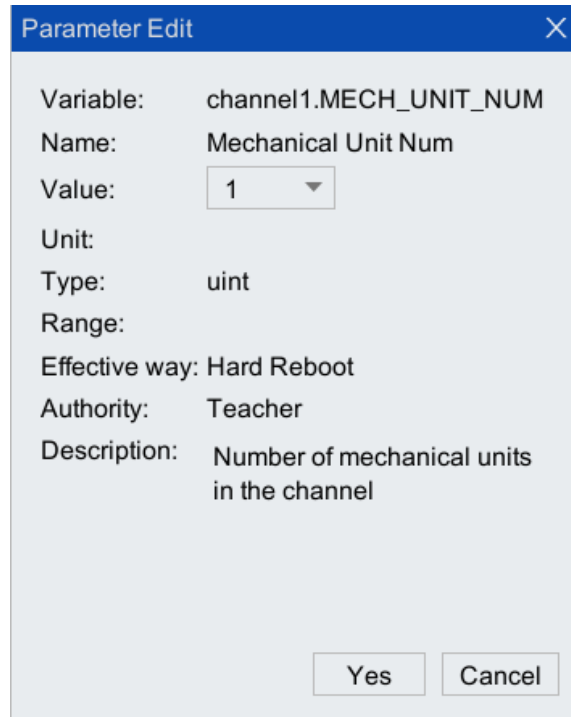 Parameter Edit
Variable: channel1.MECH_UNIT_NUM
Name: Mechanical Unit Num
Value: 1
Unit:
Type: uint
Range:
Effective way: Hard Reboot
Authority: Teacher
Description: Number of mechanical units
in the channel
Yes Cancel